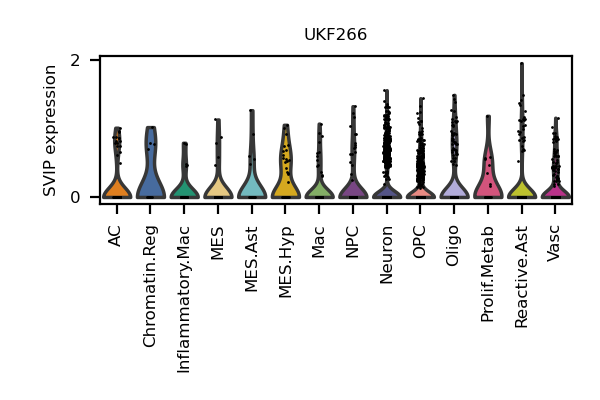 UKF266
SVIP expression
2
0
AC
Chromatin.Reg
Inflammatory.Mac
MES
MES.Ast
MES.Hyp
Mac
NPC
Neuron
OPC
Oligo
Prolif.Metab
Reactive.Ast
Vasc